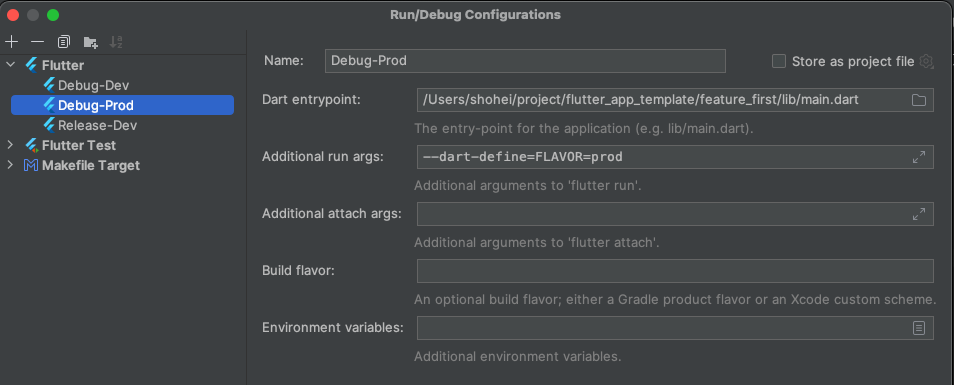 Run/Debug Configurations
Flutter
Debug-Dev
Debug-Prod
Release-Dev
Flutter Test
Makefile Target
Name: Debug-Prod Store as project file
Dart entrypoint: /Users/shohei/project/flutter_app_template/feature_first/lib/main.dart
The entry-point for the application (e.g. lib/main.dart).
Additional run args: --dart-define=FLAVOR=prod
Additional arguments to 'flutter run'.
Additional attach args:
Additional arguments to 'flutter attach'.
Build flavor:
An optional build flavor; either a Gradle product flavor or an Xcode custom scheme.
Environment variables:
Additional environment variables.